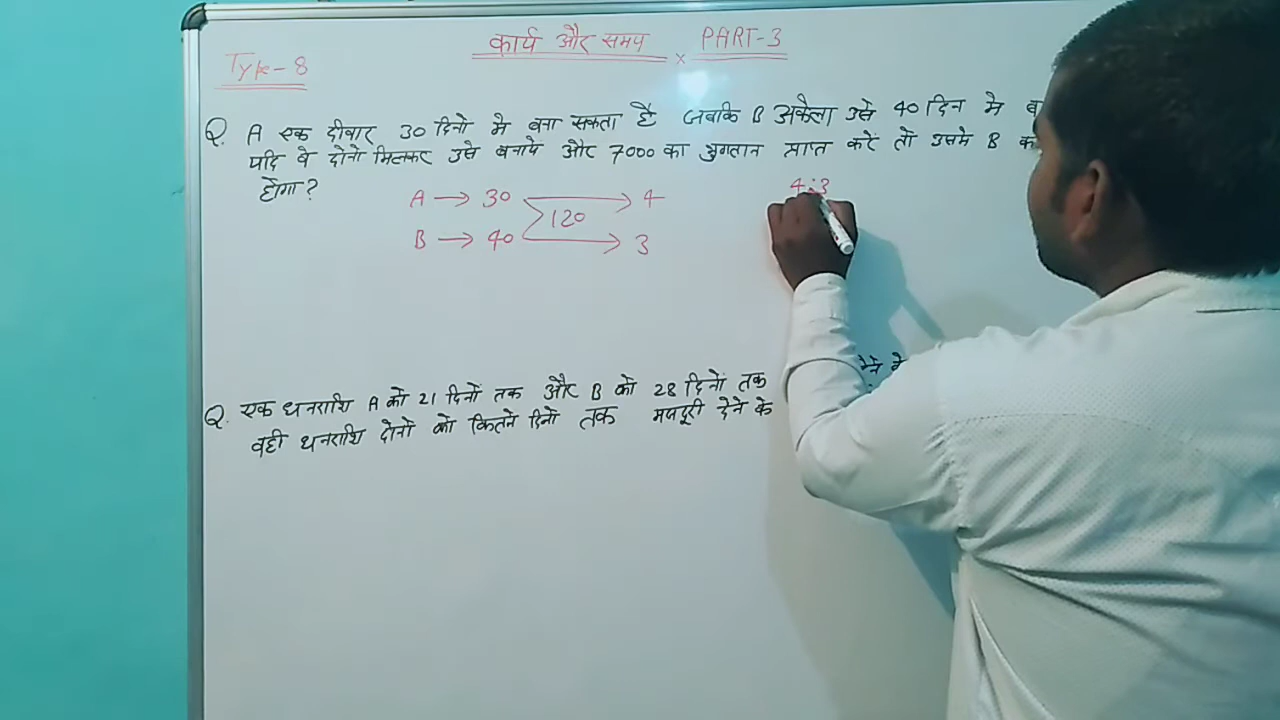 कार्य और समय × PART-3
Type-8
Q. A एक दीवार 30 दिनो मे बना सकता है जबकि B अकेला उसे 40 दिन मे
यदि वे दोनो मिलकर उसे बनाये और 7000 का भुगतान प्राप्त करें तो उसमे B
होगा?
A → 30 120 → 4
B → 40 → 3
4:3
Q. एक धनराशि A को 21 दिनों तक और B को 28 दिनों तक
वही धनराशि दोनों को कितने दिनो तक मजदूरी देने के